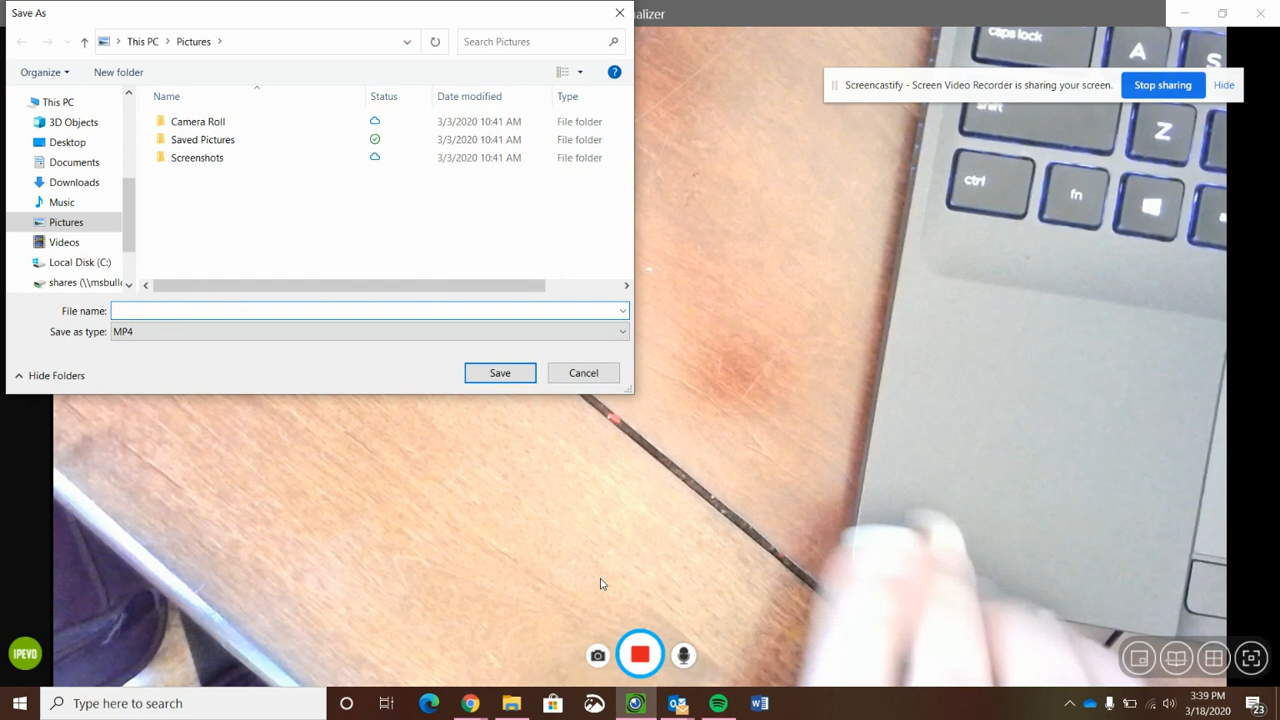 Save As
alizer
This PC Pictures
Search Pictures
Organize New folder
Name Status Date modified Type
This PC
3D Objects
Desktop
Documents
Downloads
Music
Pictures
Videos
Local Disk (C:)
shares (\\msbull
Camera Roll 3/3/2020 10:41 AM File folder
Saved Pictures 3/3/2020 10:41 AM File folder
Screenshots 3/3/2020 10:41 AM File folder
File name:
Save as type: MP4
Hide Folders
Save Cancel
Screencastify - Screen Video Recorder is sharing your screen. Stop sharing Hide
caps lock A S
shift Z
ctrl fn
IPEVO
Type here to search
3:39 PM
3/18/2020
23